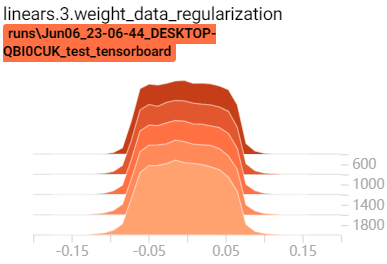 linears.3.weight_data_regularization
runs\Jun06_23-06-44_DESKTOP-
QBI0CUK_test_tensorboard
600
1000
1400
1800
-0.15 -0.05 0.05 0.15